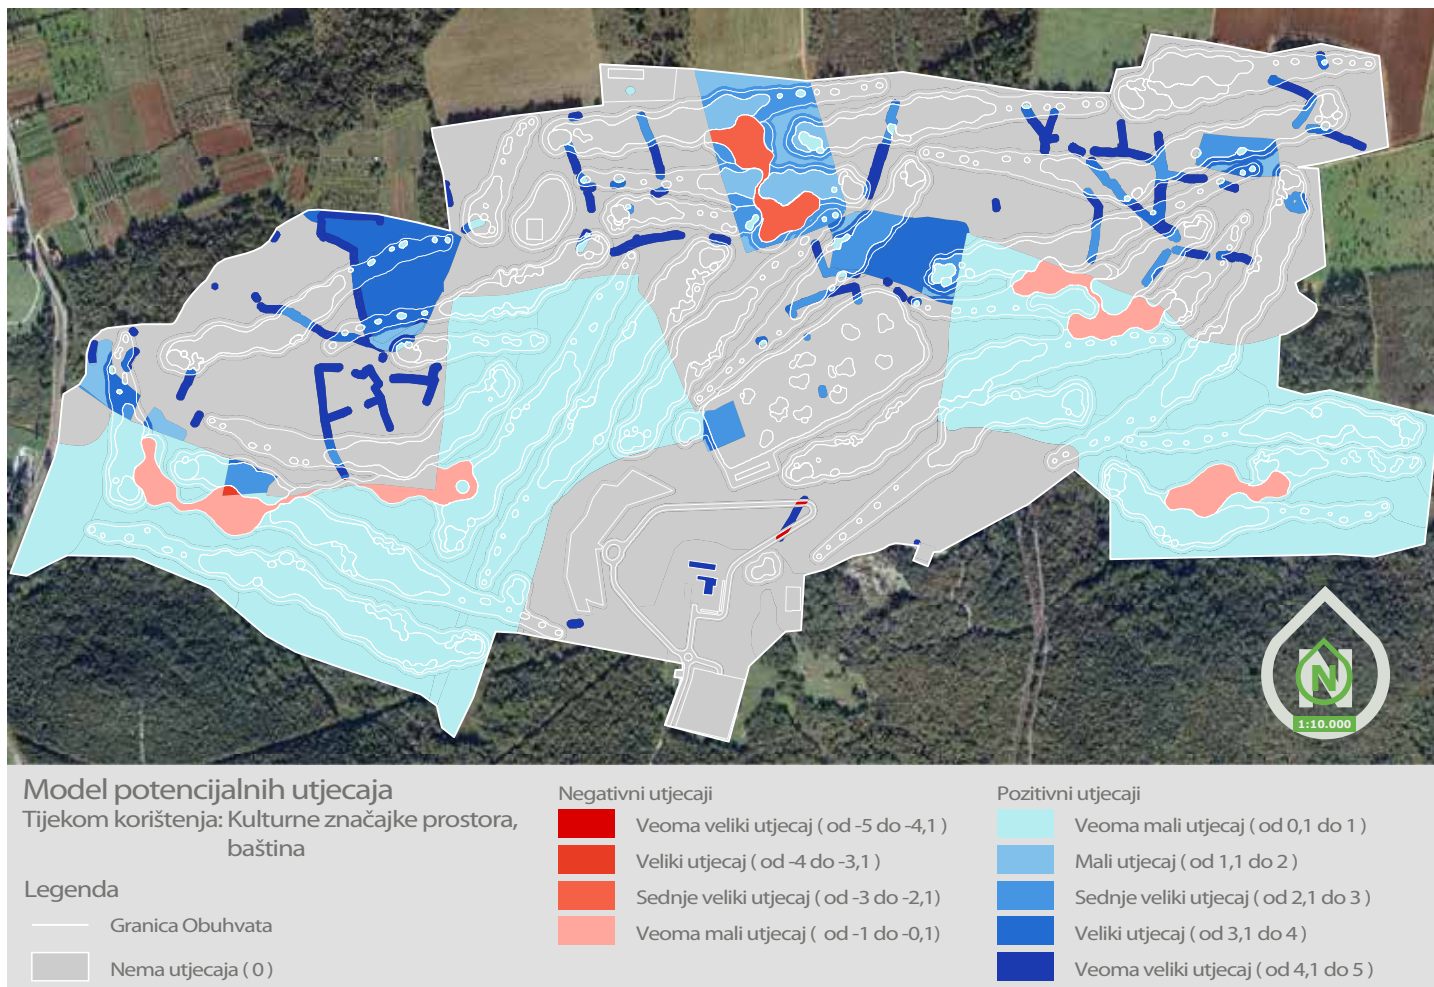 N
1:10.000
Model potencijalnih utjecaja
Tijekom korištenja: Kulturne značajke prostora,
baština
Legenda
Granica Obuhvata
Nema utjecaja ( 0 )
Negativni utjecaji
Veoma veliki utjecaj ( od -5 do -4,1 )
Veliki utjecaj ( od -4 do -3,1 )
Sednje veliki utjecaj ( od -3 do -2,1)
Veoma mali utjecaj ( od -1 do -0,1)
Pozitivni utjecaji
Veoma mali utjecaj ( od 0,1 do 1 )
Mali utjecaj ( od 1,1 do 2 )
Sednje veliki utjecaj ( od 2,1 do 3 )
Veliki utjecaj ( od 3,1 do 4 )
Veoma veliki utjecaj ( od 4,1 do 5 )